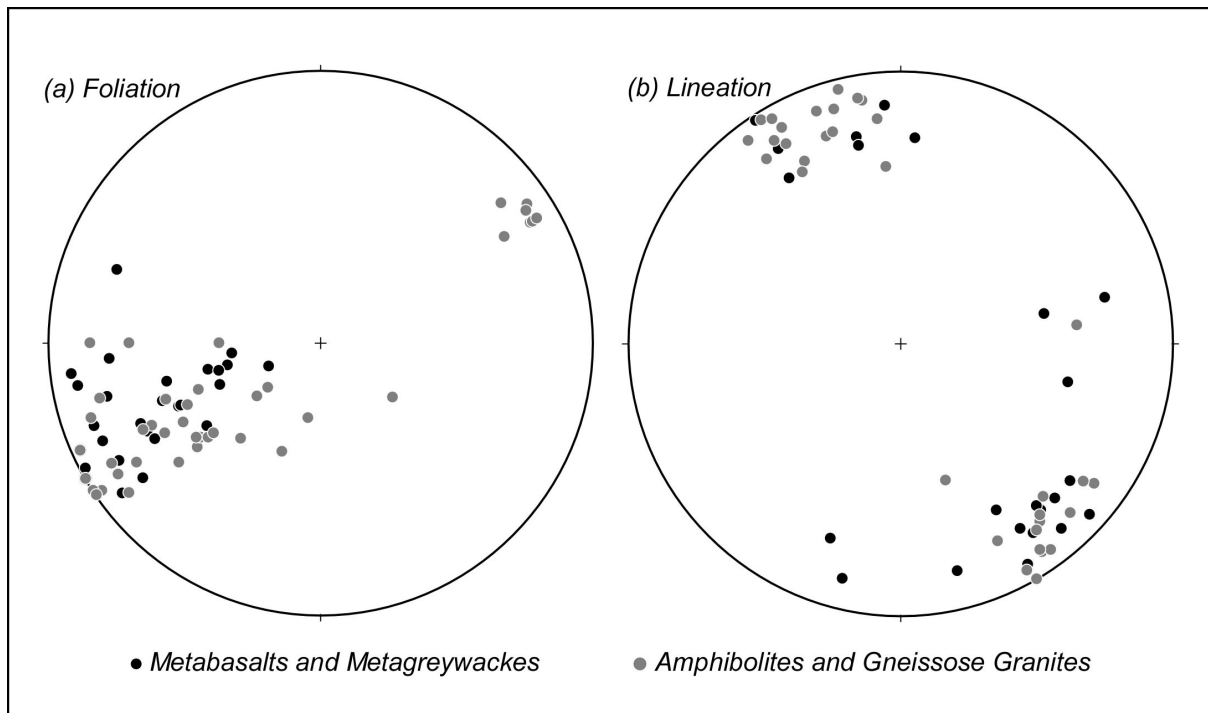 (a) Foliation
(b) Lineation
Metabasalts and Metagreywackes
Amphibolites and Gneissose Granites